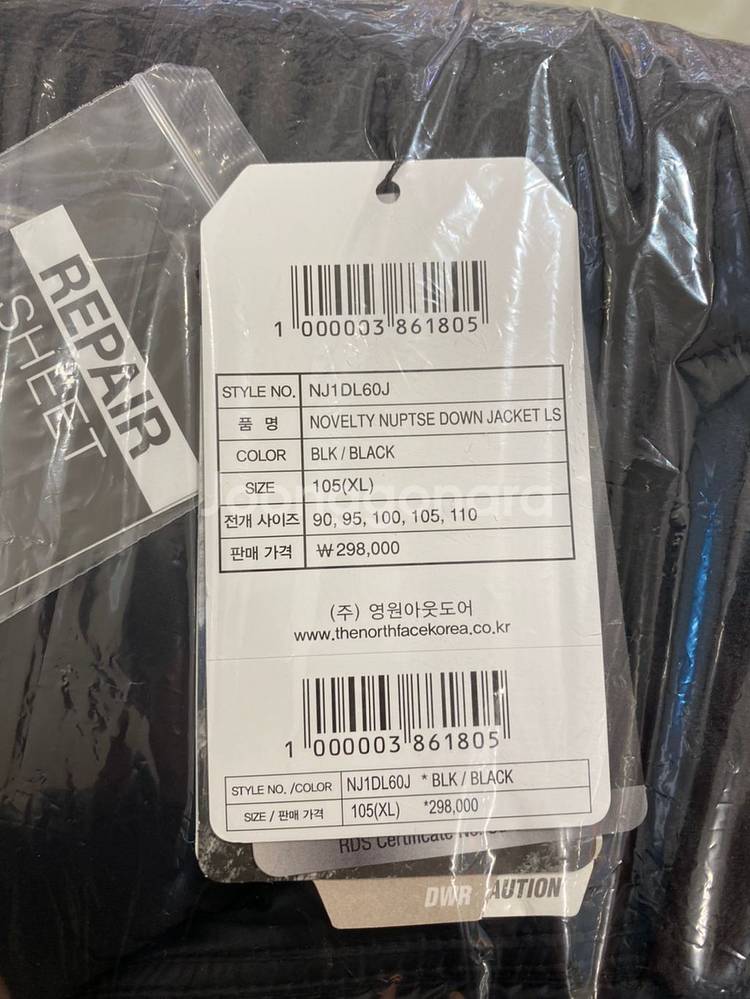 REPAIR
SHEET
1 000003 861805
STYLE NO. NJ1DL60J
품 명 NOVELTY NUPTSE DOWN JACKET LS
COLOR BLK / BLACK
SIZE 105(XL)
joonggonara
전개 사이즈 90, 95, 100, 105, 110
판매 가격 ₩298,000
(주) 영원아웃도어
www.thenorthfacekorea.co.kr
1 000003 861805
STYLE NO. /COLOR NJ1DL60J * BLK / BLACK
SIZE / 판매 가격 105(XL) *298,000
RDS Certificate No.
DWR AUTION